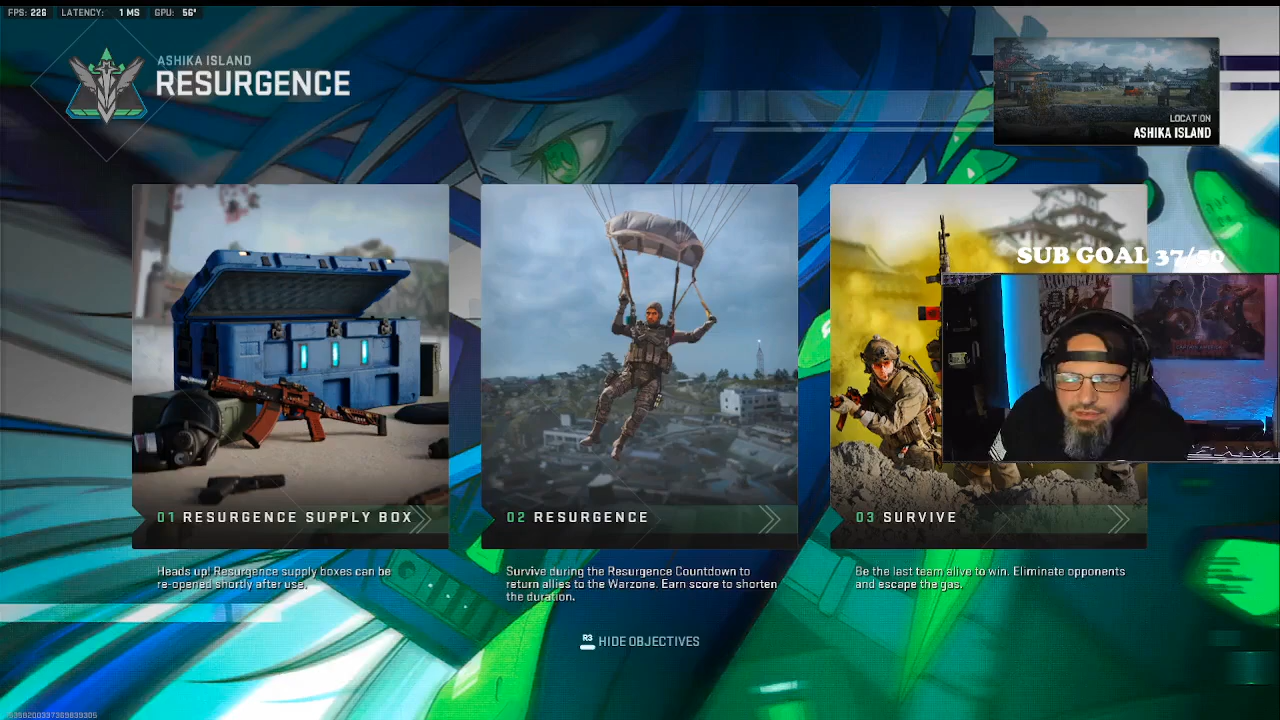 FPS: 226 LATENCY: 1 MS GPU: 56°
ASHIKA ISLAND
RESURGENCE
LOCATION
ASHIKA ISLAND
SUB GOAL 37/50
01 RESURGENCE SUPPLY BOX
02 RESURGENCE
03 SURVIVE
Heads up! Resurgence supply boxes can be
re-opened shortly after use.
Survive during the Resurgence Countdown to
return allies to the Warzone. Earn score to shorten
the duration.
Be the last team alive to win. Eliminate opponents
and escape the gas.
R3 HIDE OBJECTIVES